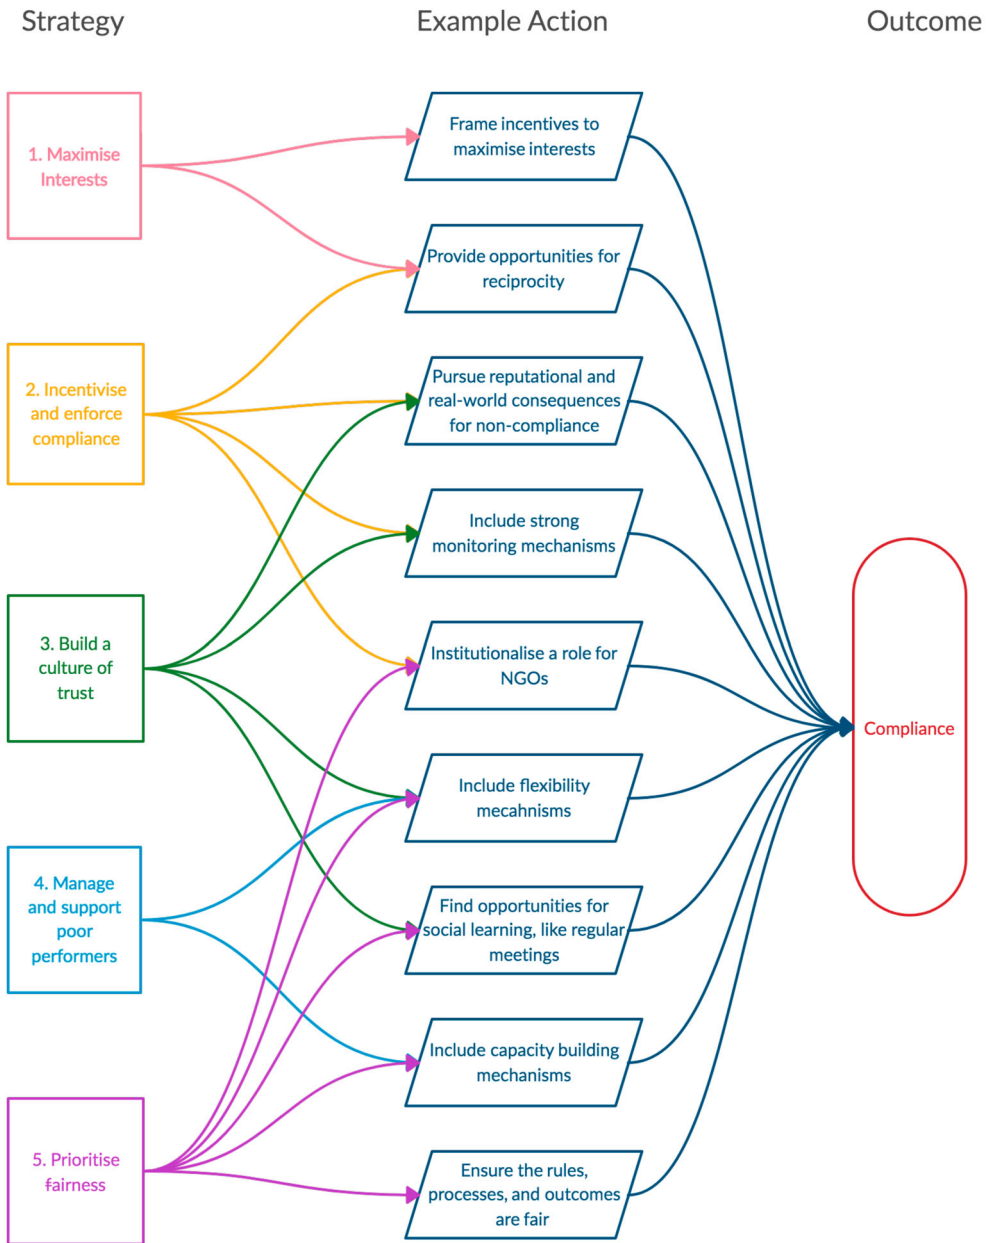 Strategy
Example Action
Outcome
1. Maximise
Interests
2. Incentivise
and enforce
compliance
3. Build a
culture of
trust
4. Manage
and support
poor
performers
5. Prioritise
fairness
Frame incentives to
maximise interests
Provide opportunities for
reciprocity
Pursue reputational and
real-world consequences
for non-compliance
Include strong
monitoring mechanisms
Institutionalise a role for
NGOs
Include flexibility
mecahnisms
Find opportunities for
social learning, like regular
meetings
Include capacity building
mechanisms
Ensure the rules,
processes, and outcomes
are fair
Compliance